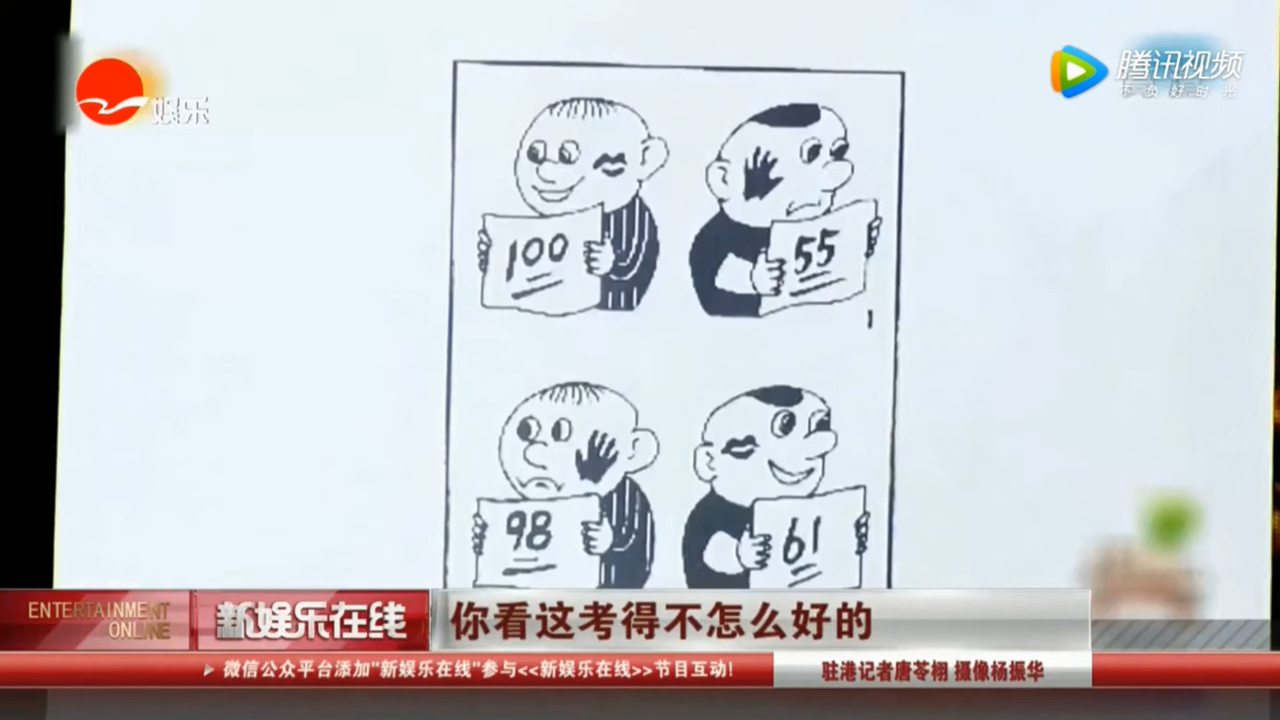 娱乐
腾讯视频
不负好时光
100
55
1
98
61
ENTERTAINMENT
ONLINE
新娱乐在线
你看这考得不怎么好的
微信公众平台添加"新娱乐在线"参与<<新娱乐在线>>节目互动!
驻港记者唐苓栩 摄像杨振华